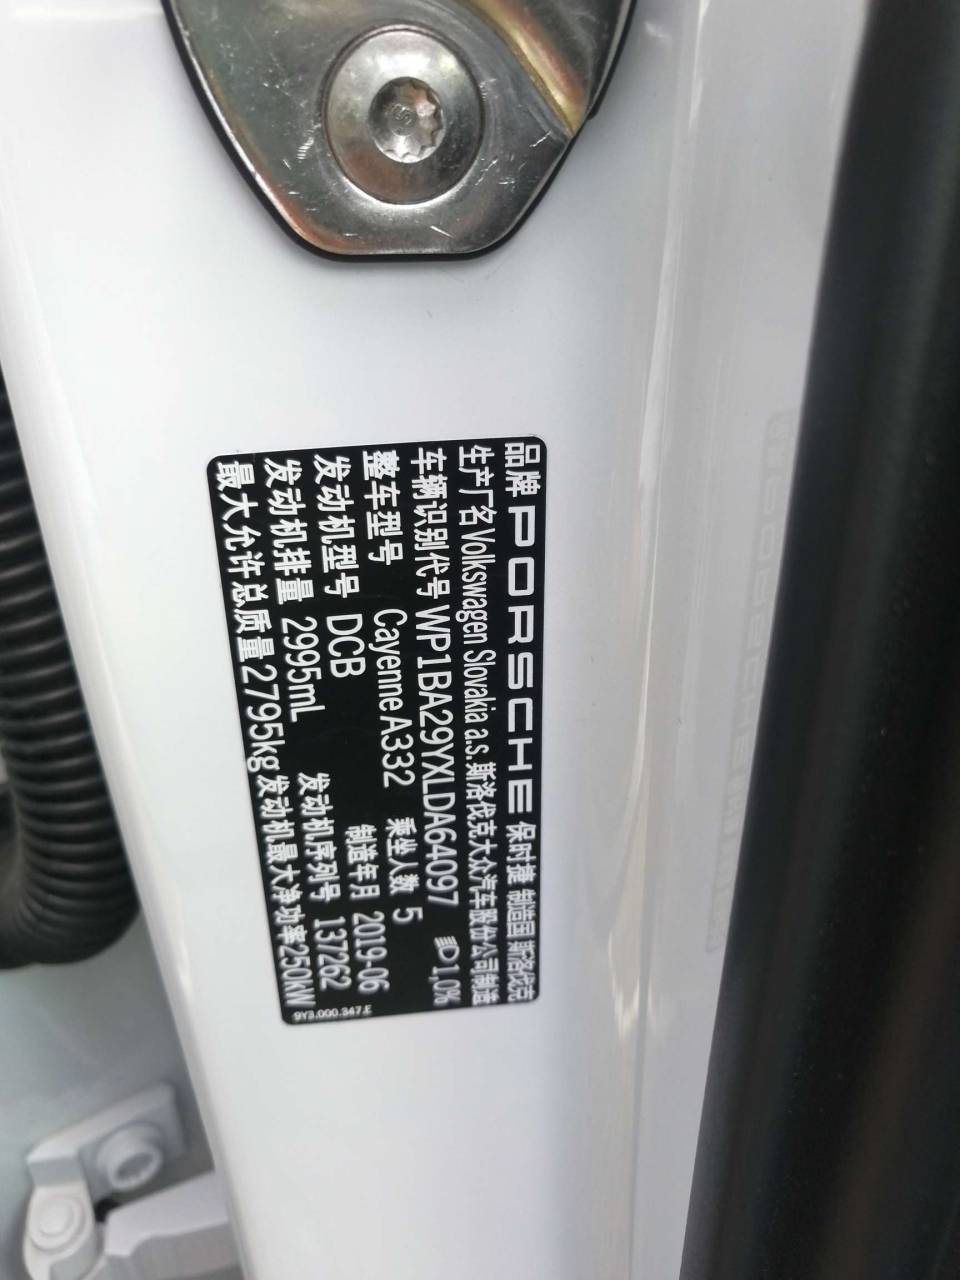 品牌 PORSCHE 保时捷 制造国 斯洛伐克
生产厂名 Volkswagen Slovakia a.s. 斯洛伐克大众汽车股份公司制造
车辆识别代号 WP1BA29YXLDA64097 1,0%
整车型号 Cayenne A332 乘坐人数 5
发动机型号 DCB 制造年月 2019-06
发动机排量 2995mL 发动机序列号 137262
最大允许总质量 2795kg 发动机最大净功率 250kW
9Y3.000.347.E